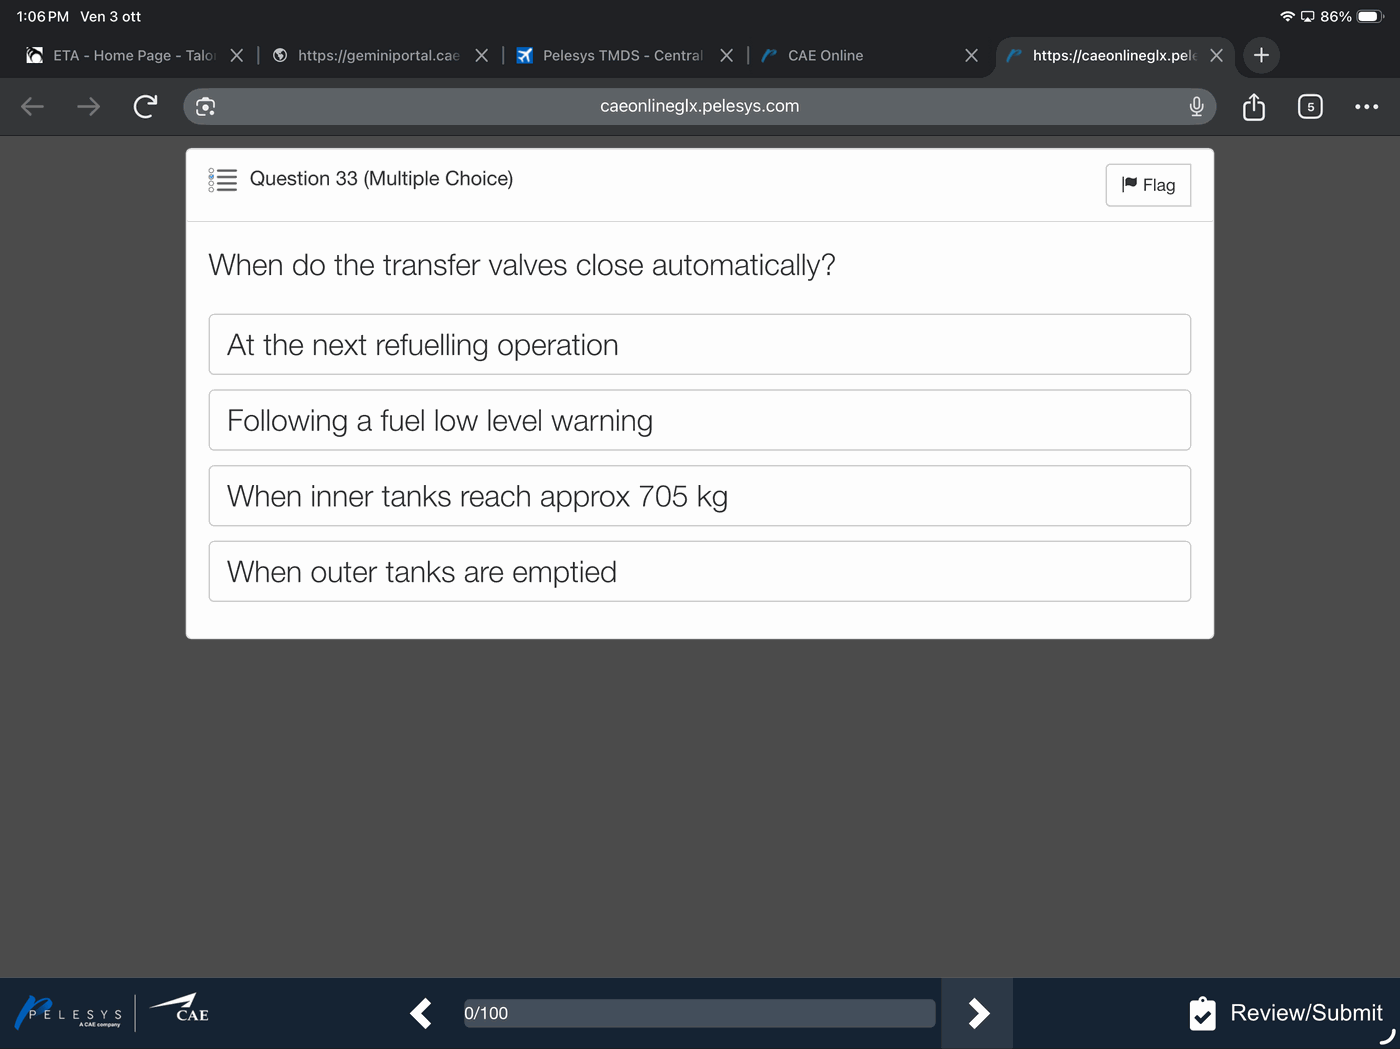 1:06 PM Ven 3 ott 86%
ETA - Home Page - Talo https://geminiportal.cae Pelesys TMDS - Central CAE Online https://caeonlineglx.pele
caeonlineglx.pelesys.com 5
Question 33 (Multiple Choice) Flag
When do the transfer valves close automatically?
At the next refuelling operation
Following a fuel low level warning
When inner tanks reach approx 705 kg
When outer tanks are emptied
PELESYS
A CAE company
CAE
0/100
Review/Submit